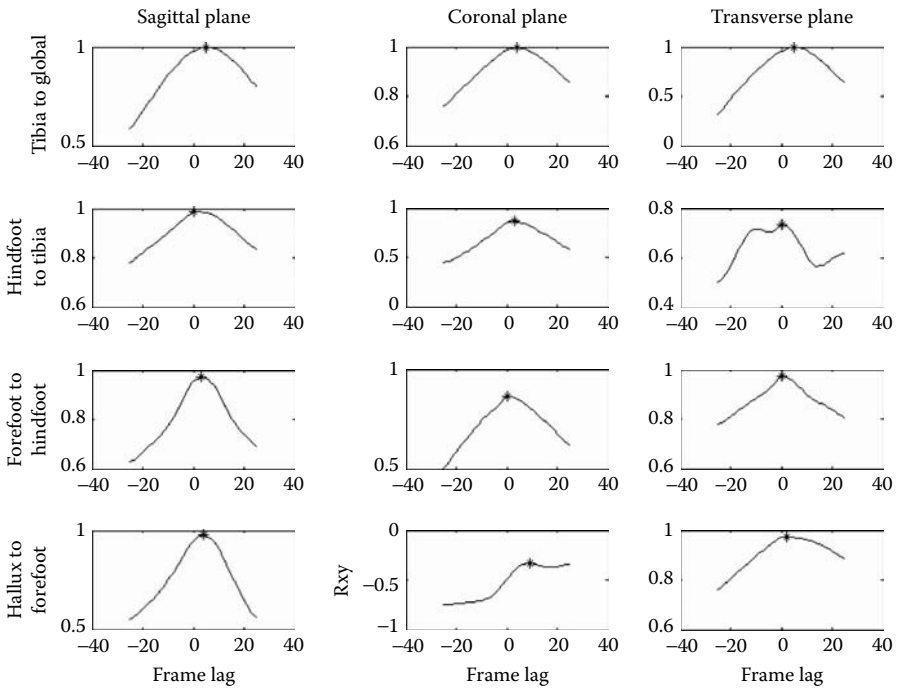 Sagittal plane
Coronal plane
Transverse plane
Tibia to global
1
0.5
−40 −20 0 20 40
1
0.8
0.6
−40 −20 0 20 40
1
0.5
0
−40 −20 0 20 40
Hindfoot
to tibia
1
0.8
0.6
−40 −20 0 20 40
1
0.5
0
−40 −20 0 20 40
0.8
0.6
0.4
−40 −20 0 20 40
Forefoot to
hindfoot
1
0.8
0.6
−40 −20 0 20 40
1
0.5
−40 −20 0 20 40
1
0.8
0.6
−40 −20 0 20 40
Hallux to
forefoot
1
0.5
−40 −20 0 20 40
Frame lag
Rxy
−0
−0.5
−1
−40 −20 0 20 40
Frame lag
1
0.8
0.6
−40 −20 0 20 40
Frame lag